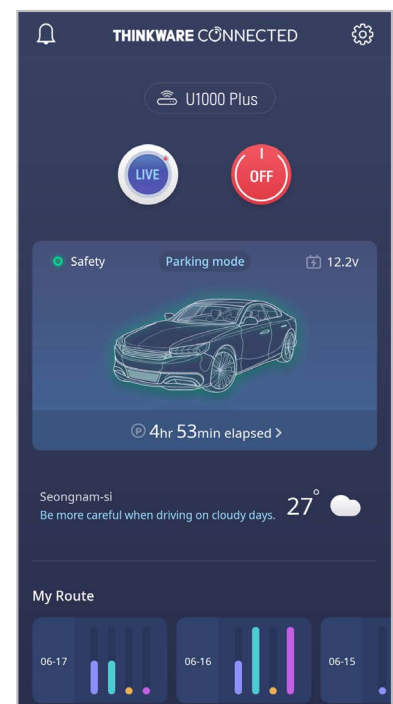 THINKWARE CONNECTED
U1000 Plus
LIVE
OFF
Safety
Parking mode
12.2v
P 4hr 53min elapsed >
Seongnam-si
Be more careful when driving on cloudy days.
27°
My Route
06-17
06-16
06-15